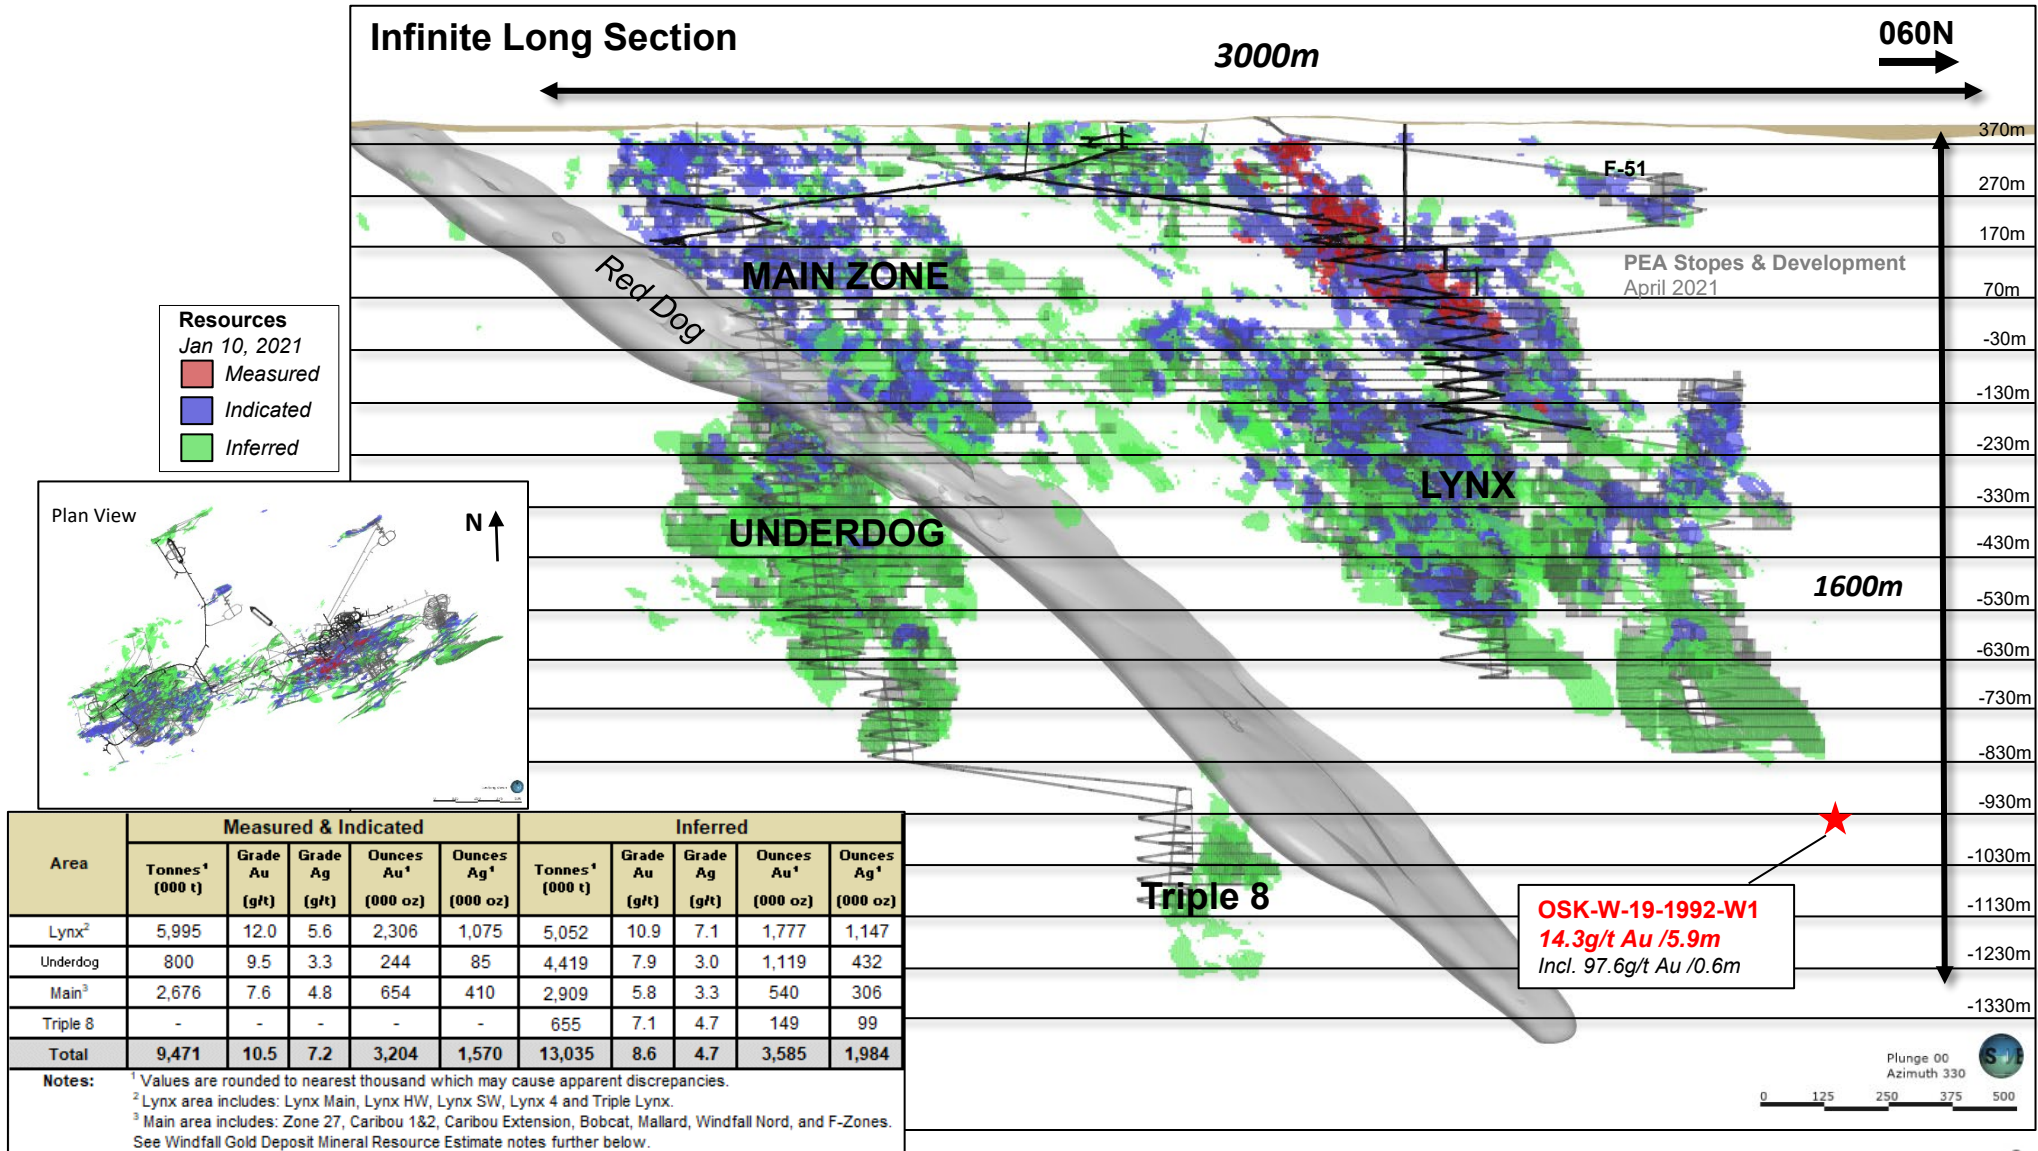 Infinite Long Section
3000m
060N
370m
270m
170m
70m
-30m
-130m
-230m
-330m
-430m
-530m
-630m
-730m
-830m
-930m
-1030m
-1130m
-1230m
-1330m
1600m
F-51
PEA Stopes & Development
April 2021
Red Dog
MAIN ZONE
LYNX
UNDERDOG
Triple 8
Resources
Jan 10, 2021
Measured
Indicated
Inferred
Plan View
N
OSK-W-19-1992-W1
14.3g/t Au /5.9m
Incl. 97.6g/t Au /0.6m
Plunge 00
Azimuth 330
0 125 250 375 500
Measured & Indicated Inferred
Area Tonnes¹ (000 t) Grade Au (g/t) Grade Ag (g/t) Ounces Au¹ (000 oz) Ounces Ag¹ (000 oz) Tonnes¹ (000 t) Grade Au (g/t) Grade Ag (g/t) Ounces Au¹ (000 oz) Ounces Ag¹ (000 oz)
Lynx² 5,995 12.0 5.6 2,306 1,075 5,052 10.9 7.1 1,777 1,147
Underdog 800 9.5 3.3 244 85 4,419 7.9 3.0 1,119 432
Main³ 2,676 7.6 4.8 654 410 2,909 5.8 3.3 540 306
Triple 8 - - - - - 655 7.1 4.7 149 99
Total 9,471 10.5 7.2 3,204 1,570 13,035 8.6 4.7 3,585 1,984
Notes: ¹ Values are rounded to nearest thousand which may cause apparent discrepancies.
² Lynx area includes: Lynx Main, Lynx HW, Lynx SW, Lynx 4 and Triple Lynx.
³ Main area includes: Zone 27, Caribou 1&2, Caribou Extension, Bobcat, Mallard, Windfall Nord, and F-Zones.
See Windfall Gold Deposit Mineral Resource Estimate notes further below.